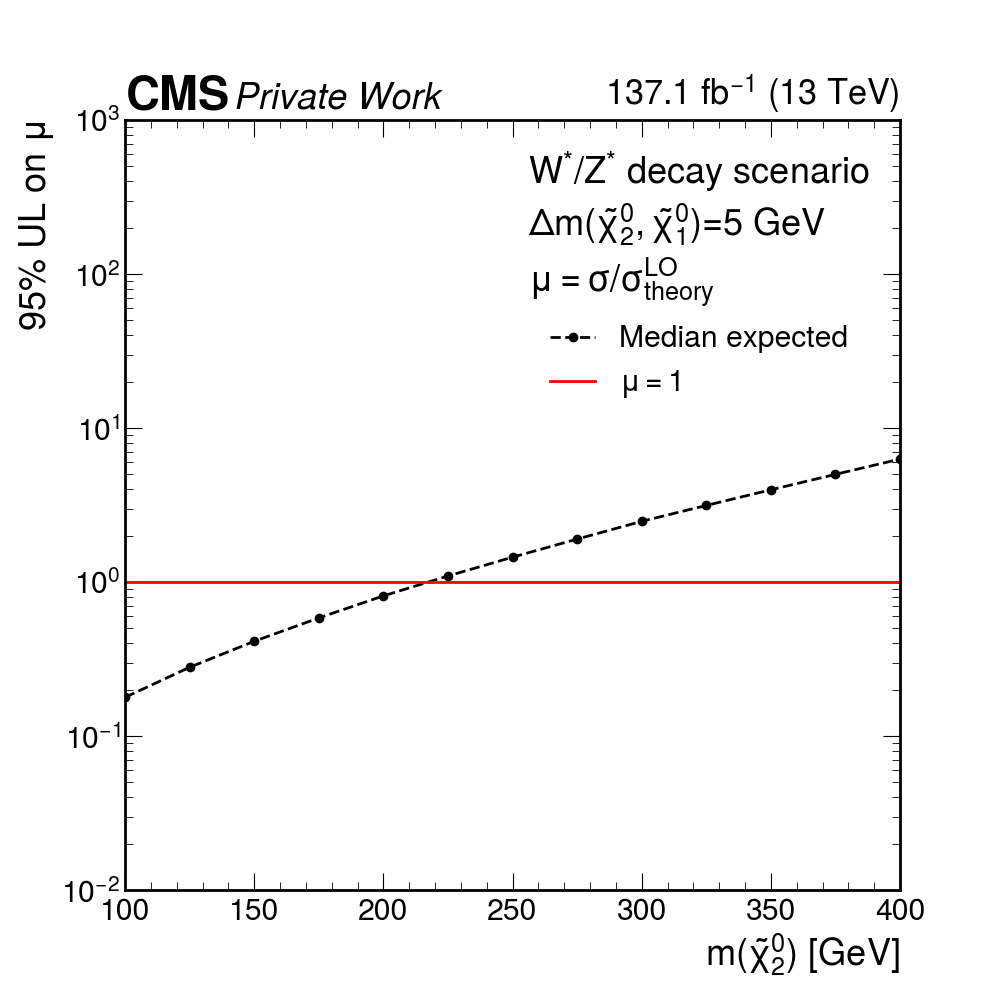 CMS Private Work 137.1 fb⁻¹ (13 TeV)
95% UL on μ
10³
10²
10¹
10⁰
10⁻¹
10⁻²
W*/Z* decay scenario
Δm(χ̃⁰₂, χ̃⁰₁)=5 GeV
μ = σ/σ^LO_theory
Median expected
μ = 1
100 150 200 250 300 350 400
m(χ̃⁰₂) [GeV]